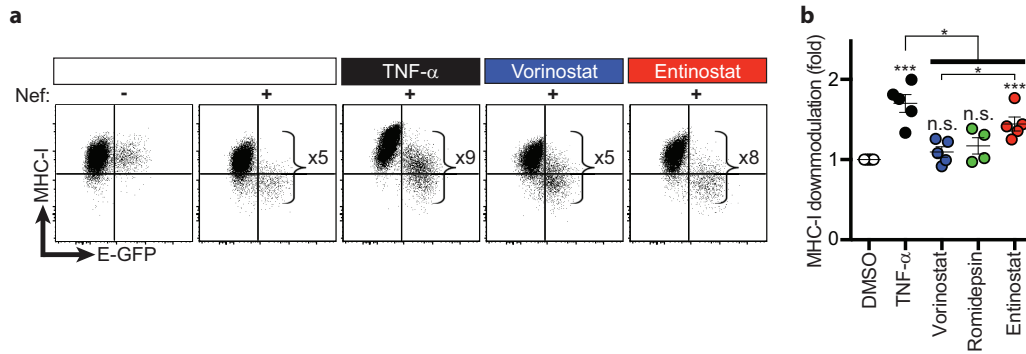 a
TNF-α Vorinostat Entinostat
Nef: - + + + +
x5 x9 x5 x8
MHC-I
E-GFP
b
MHC-I downmodulation (fold)
2
1
0
*
*
***
n.s.
n.s.
***
DMSO
TNF-α
Vorinostat
Romidepsin
Entinostat